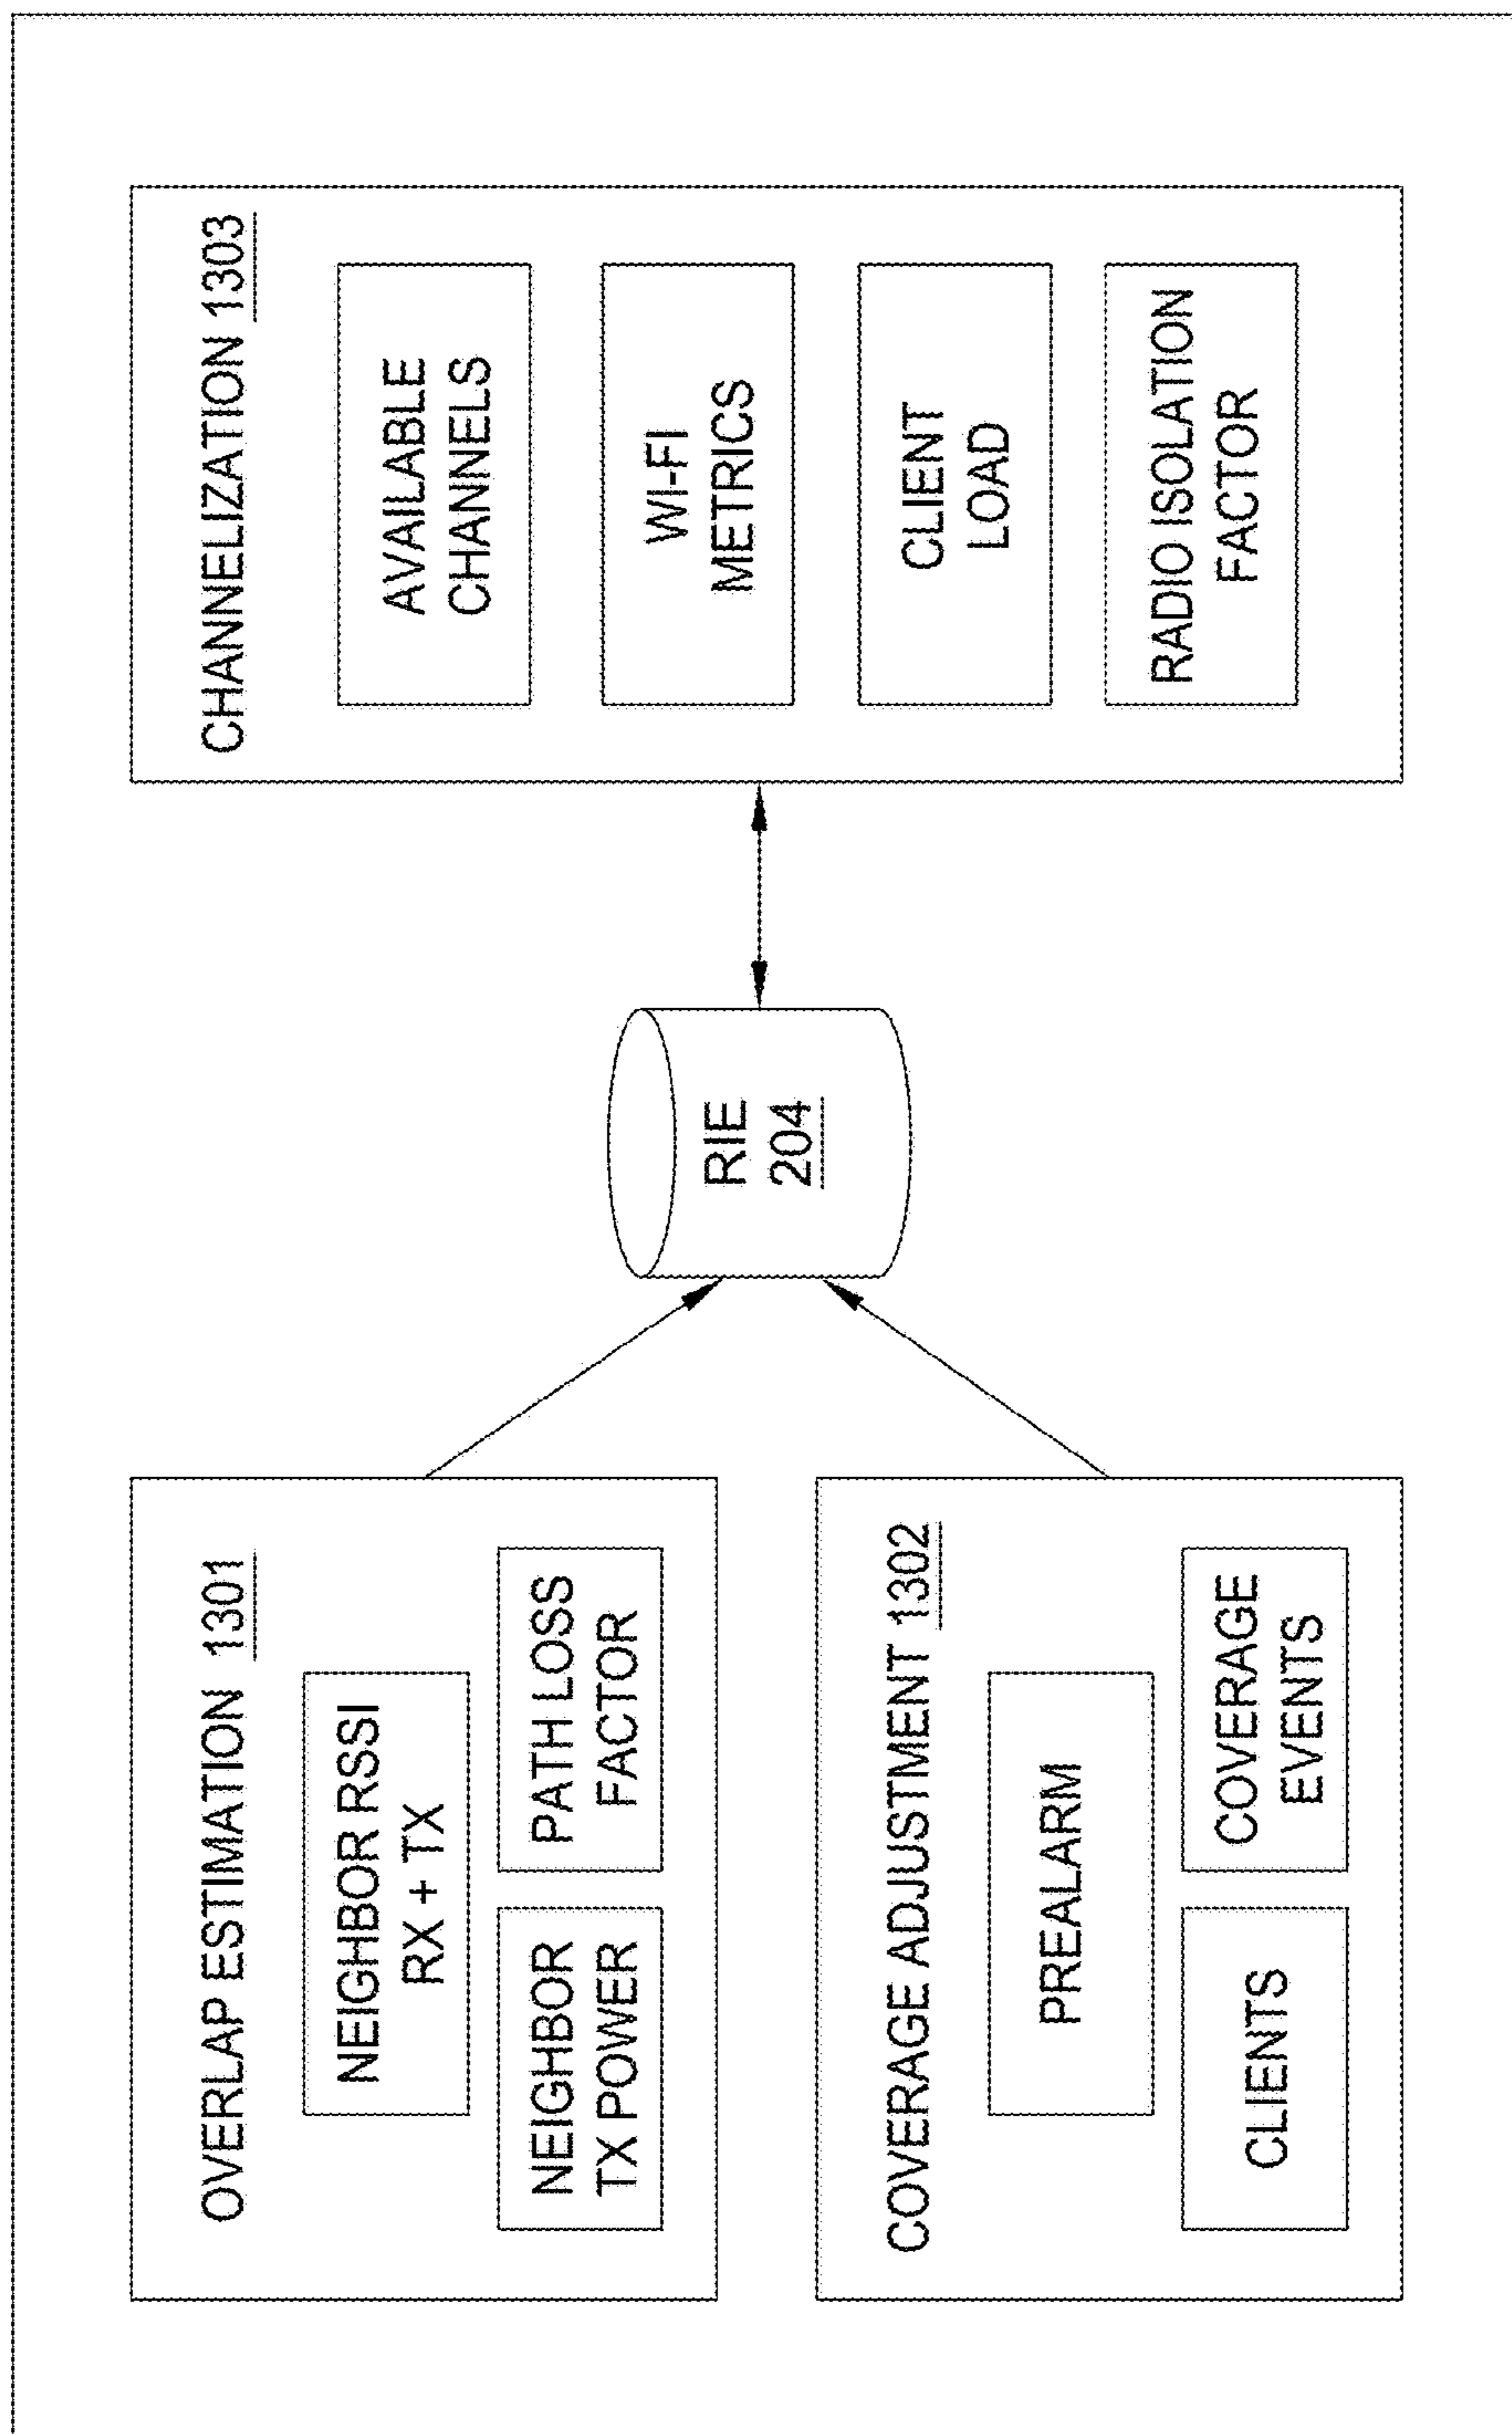 OVERLAP ESTIMATION 1301
NEIGHBOR RSSI
RX + TX
NEIGHBOR
TX POWER
PATH LOSS
FACTOR
COVERAGE ADJUSTMENT 1302
PREALARM
CLIENTS
COVERAGE
EVENTS
RIE
204
CHANNELIZATION 1303
AVAILABLE
CHANNELS
WI-FI
METRICS
CLIENT
LOAD
RADIO ISOLATION
FACTOR